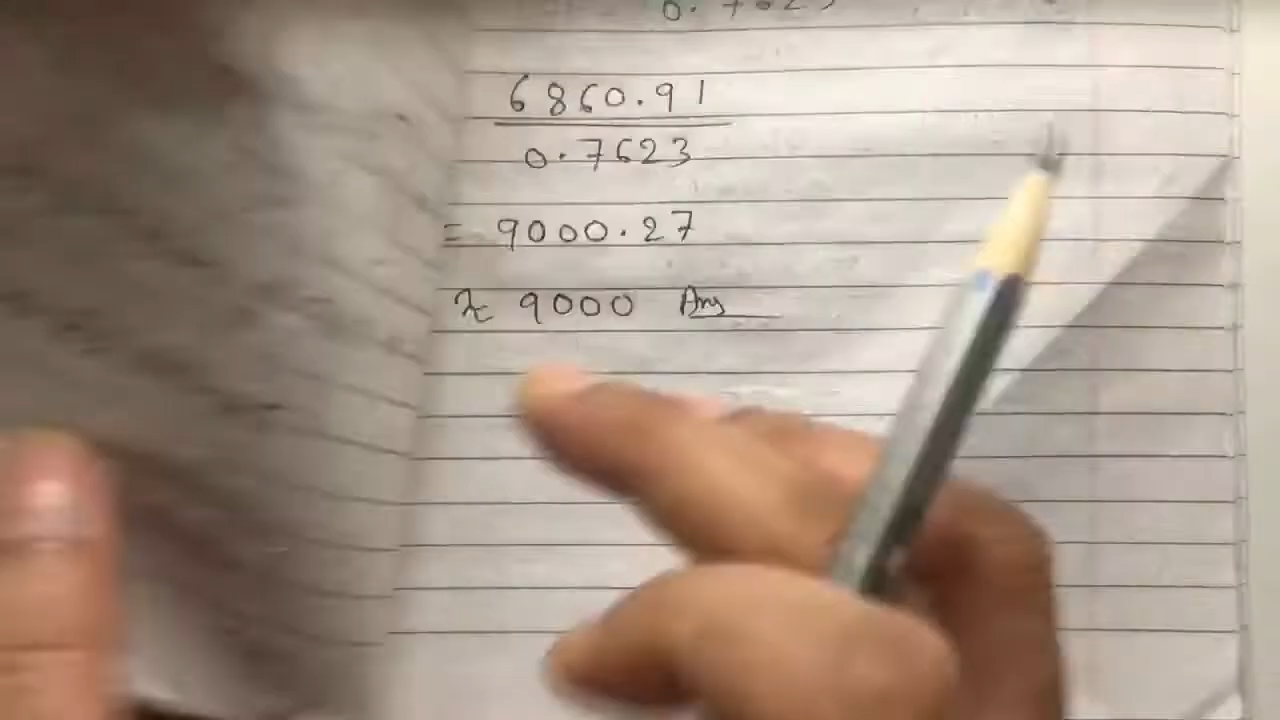 6860.91
0.7623
= 9000.27
≈ 9000 Ans